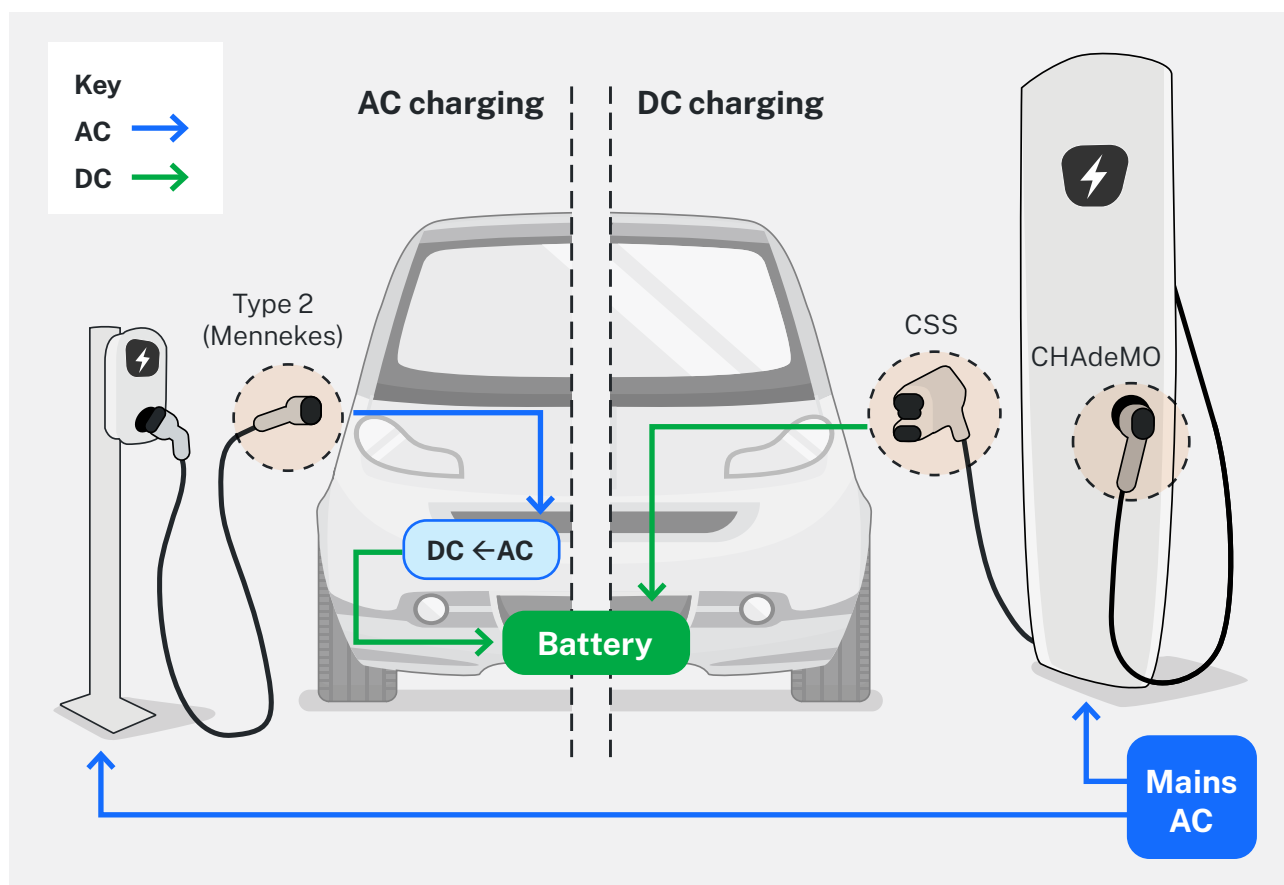 Key
AC
DC
AC charging
DC charging
Type 2
(Mennekes)
CSS
CHAdeMO
DC ←AC
Battery
Mains
AC